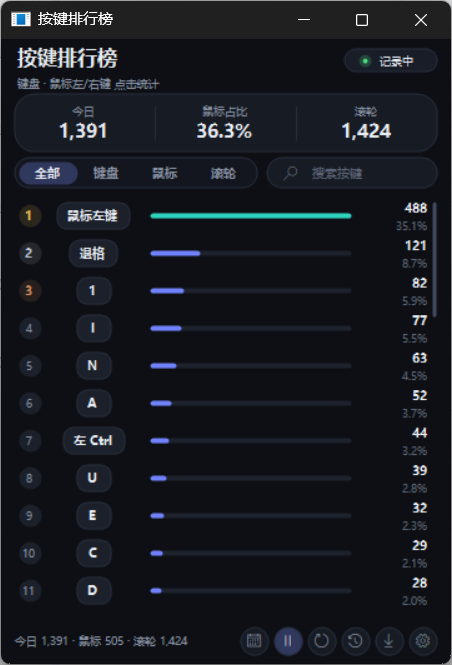 按键排行榜
按键排行榜
记录中
键盘 · 鼠标左/右键 点击统计
今日 鼠标占比 滚轮
1,391 36.3% 1,424
全部 键盘 鼠标 滚轮 搜索按键
1 鼠标左键 488
35.1%
2 退格 121
8.7%
3 1 82
5.9%
4 I 77
5.5%
5 N 63
4.5%
6 A 52
3.7%
7 左 Ctrl 44
3.2%
8 U 39
2.8%
9 E 32
2.3%
10 C 29
2.1%
11 D 28
2.0%
今日 1,391 · 鼠标 505 · 滚轮 1,424